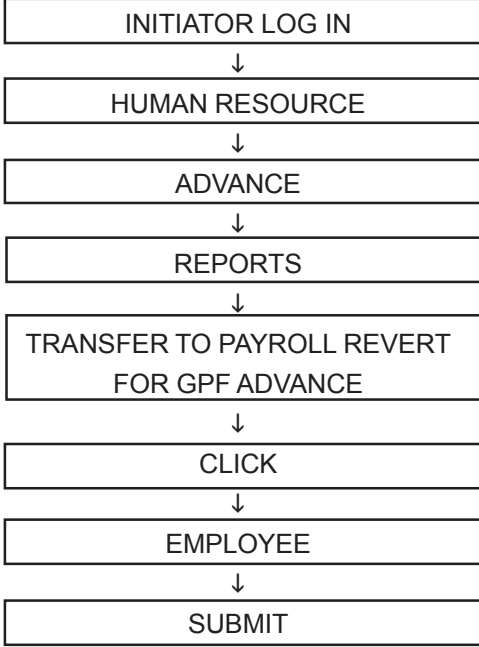 INITIATOR LOG IN
↓
HUMAN RESOURCE
↓
ADVANCE
↓
REPORTS
↓
TRANSFER TO PAYROLL REVERT
FOR GPF ADVANCE
↓
CLICK
↓
EMPLOYEE
↓
SUBMIT